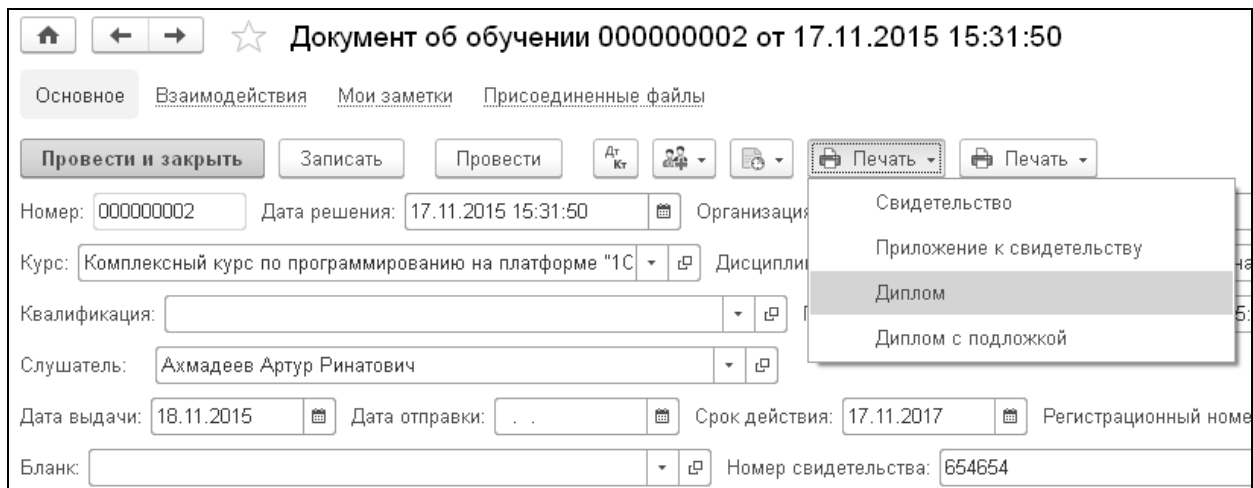 Документ об обучении 000000002 от 17.11.2015 15:31:50
Основное Взаимодействия Мои заметки Присоединенные файлы
Провести и закрыть Записать Провести Дт Кт Печать Печать
Номер: 000000002 Дата решения: 17.11.2015 15:31:50 Организация
Свидетельство
Приложение к свидетельству
Диплом
Диплом с подложкой
Курс: Комплексный курс по программированию на платформе "1С Дисципли
Квалификация:
Слушатель: Ахмадеев Артур Ринатович
Дата выдачи: 18.11.2015 Дата отправки: . . Срок действия: 17.11.2017 Регистрационный номе
Бланк: Номер свидетельства: 654654